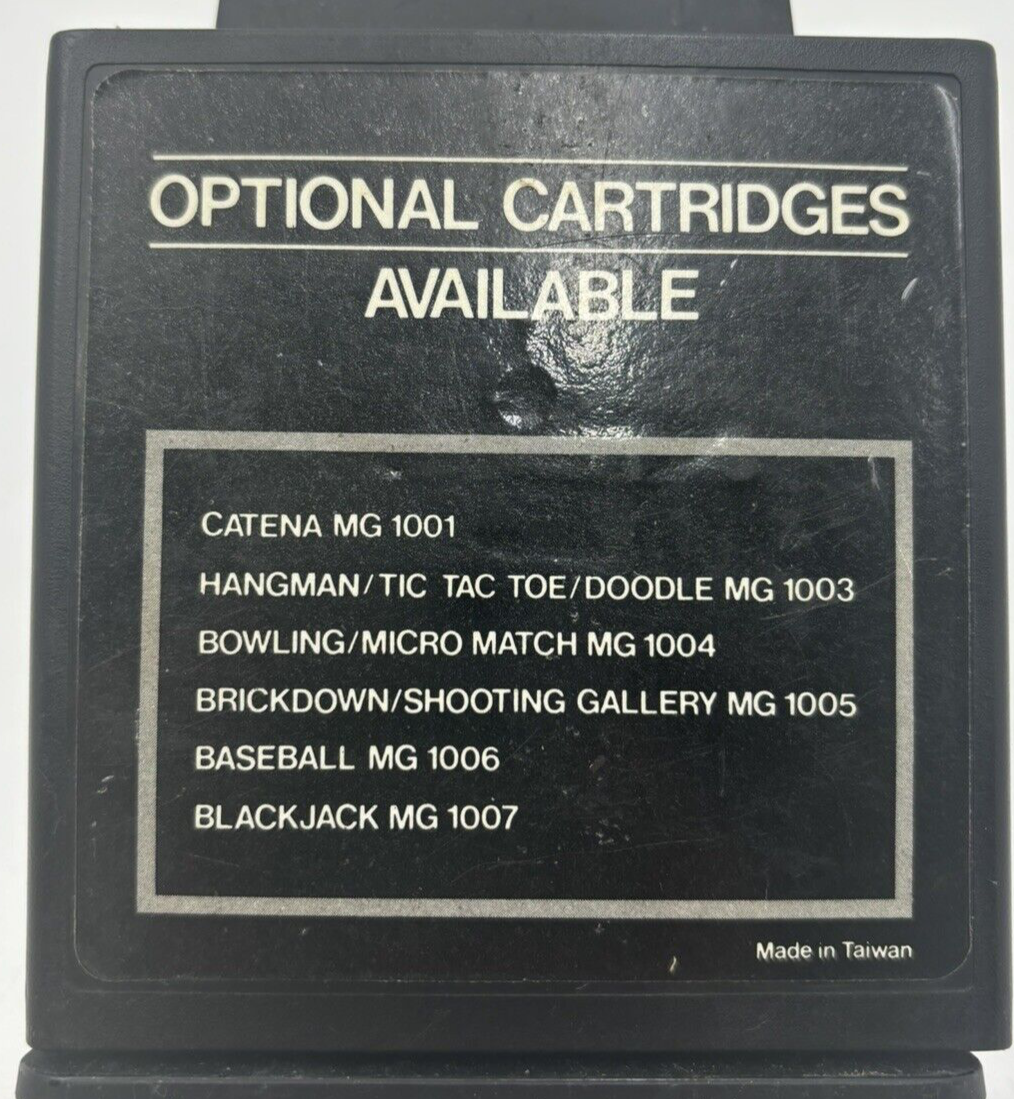 OPTIONAL CARTRIDGES
AVAILABLE
CATENA MG 1001
HANGMAN/TIC TAC TOE/DOODLE MG 1003
BOWLING/MICRO MATCH MG 1004
BRICKDOWN/SHOOTING GALLERY MG 1005
BASEBALL MG 1006
BLACKJACK MG 1007
Made in Taiwan